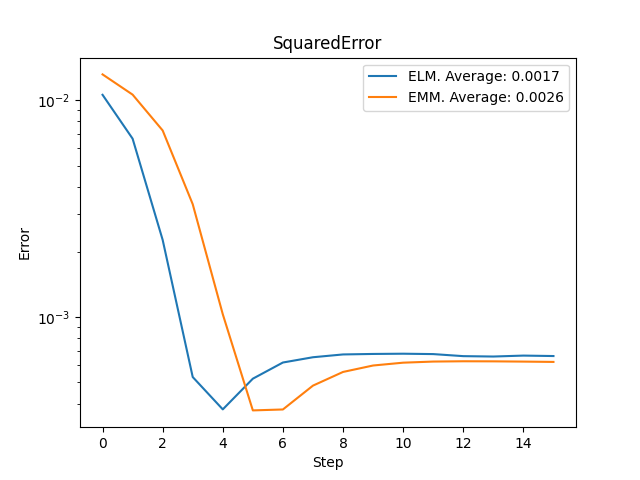 SquaredError
ELM. Average: 0.0017
EMM. Average: 0.0026
10⁻²
10⁻³
Error
0 2 4 6 8 10 12 14
Step